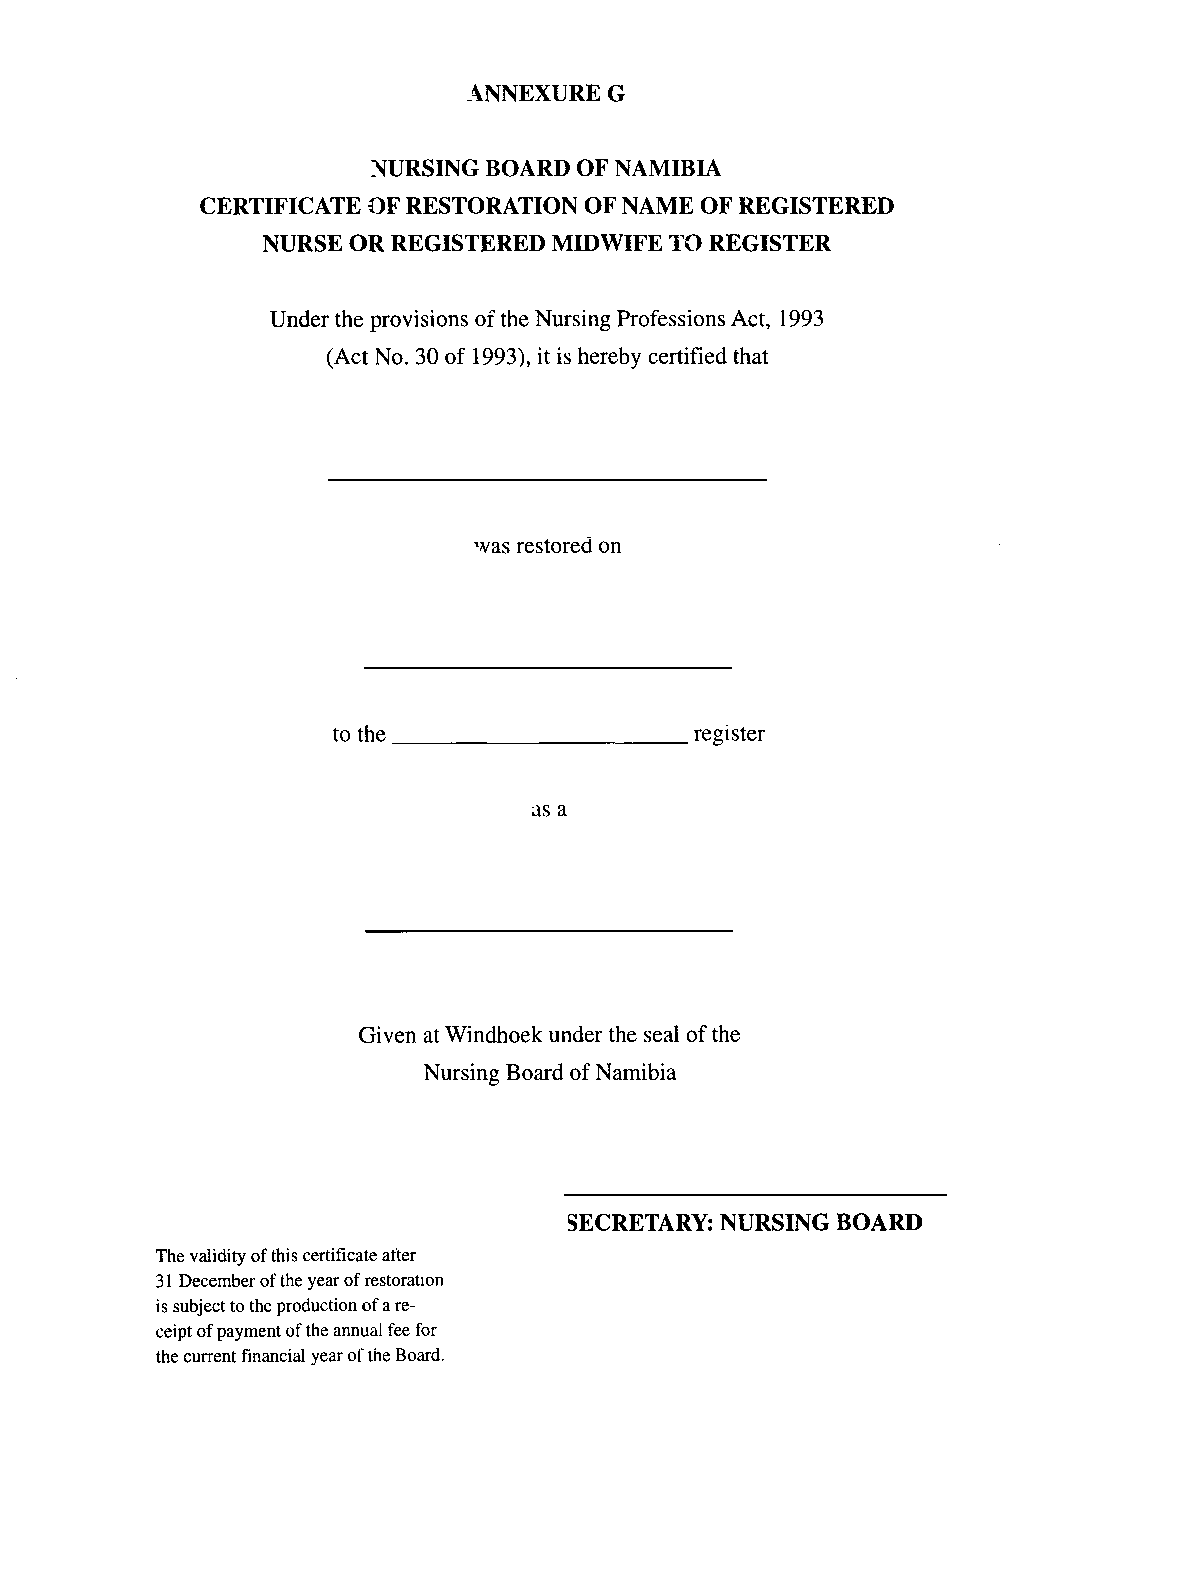 ANNEXURE G
NURSING BOARD OF NAMIBIA
CERTIFICATE OF RESTORATION OF NAME OF REGISTERED
NURSE OR REGISTERED MIDWIFE TO REGISTER
Under the provisions of the Nursing Professions Act, 1993
(Act No. 30 of 1993), it is hereby certified that
was restored on
to the ______________________ register
as a
Given at Windhoek under the seal of the
Nursing Board of Namibia
SECRETARY: NURSING BOARD
The validity of this certificate after
31 December of the year of restoration
is subject to the production of a re-
ceipt of payment of the annual fee for
the current financial year of the Board.